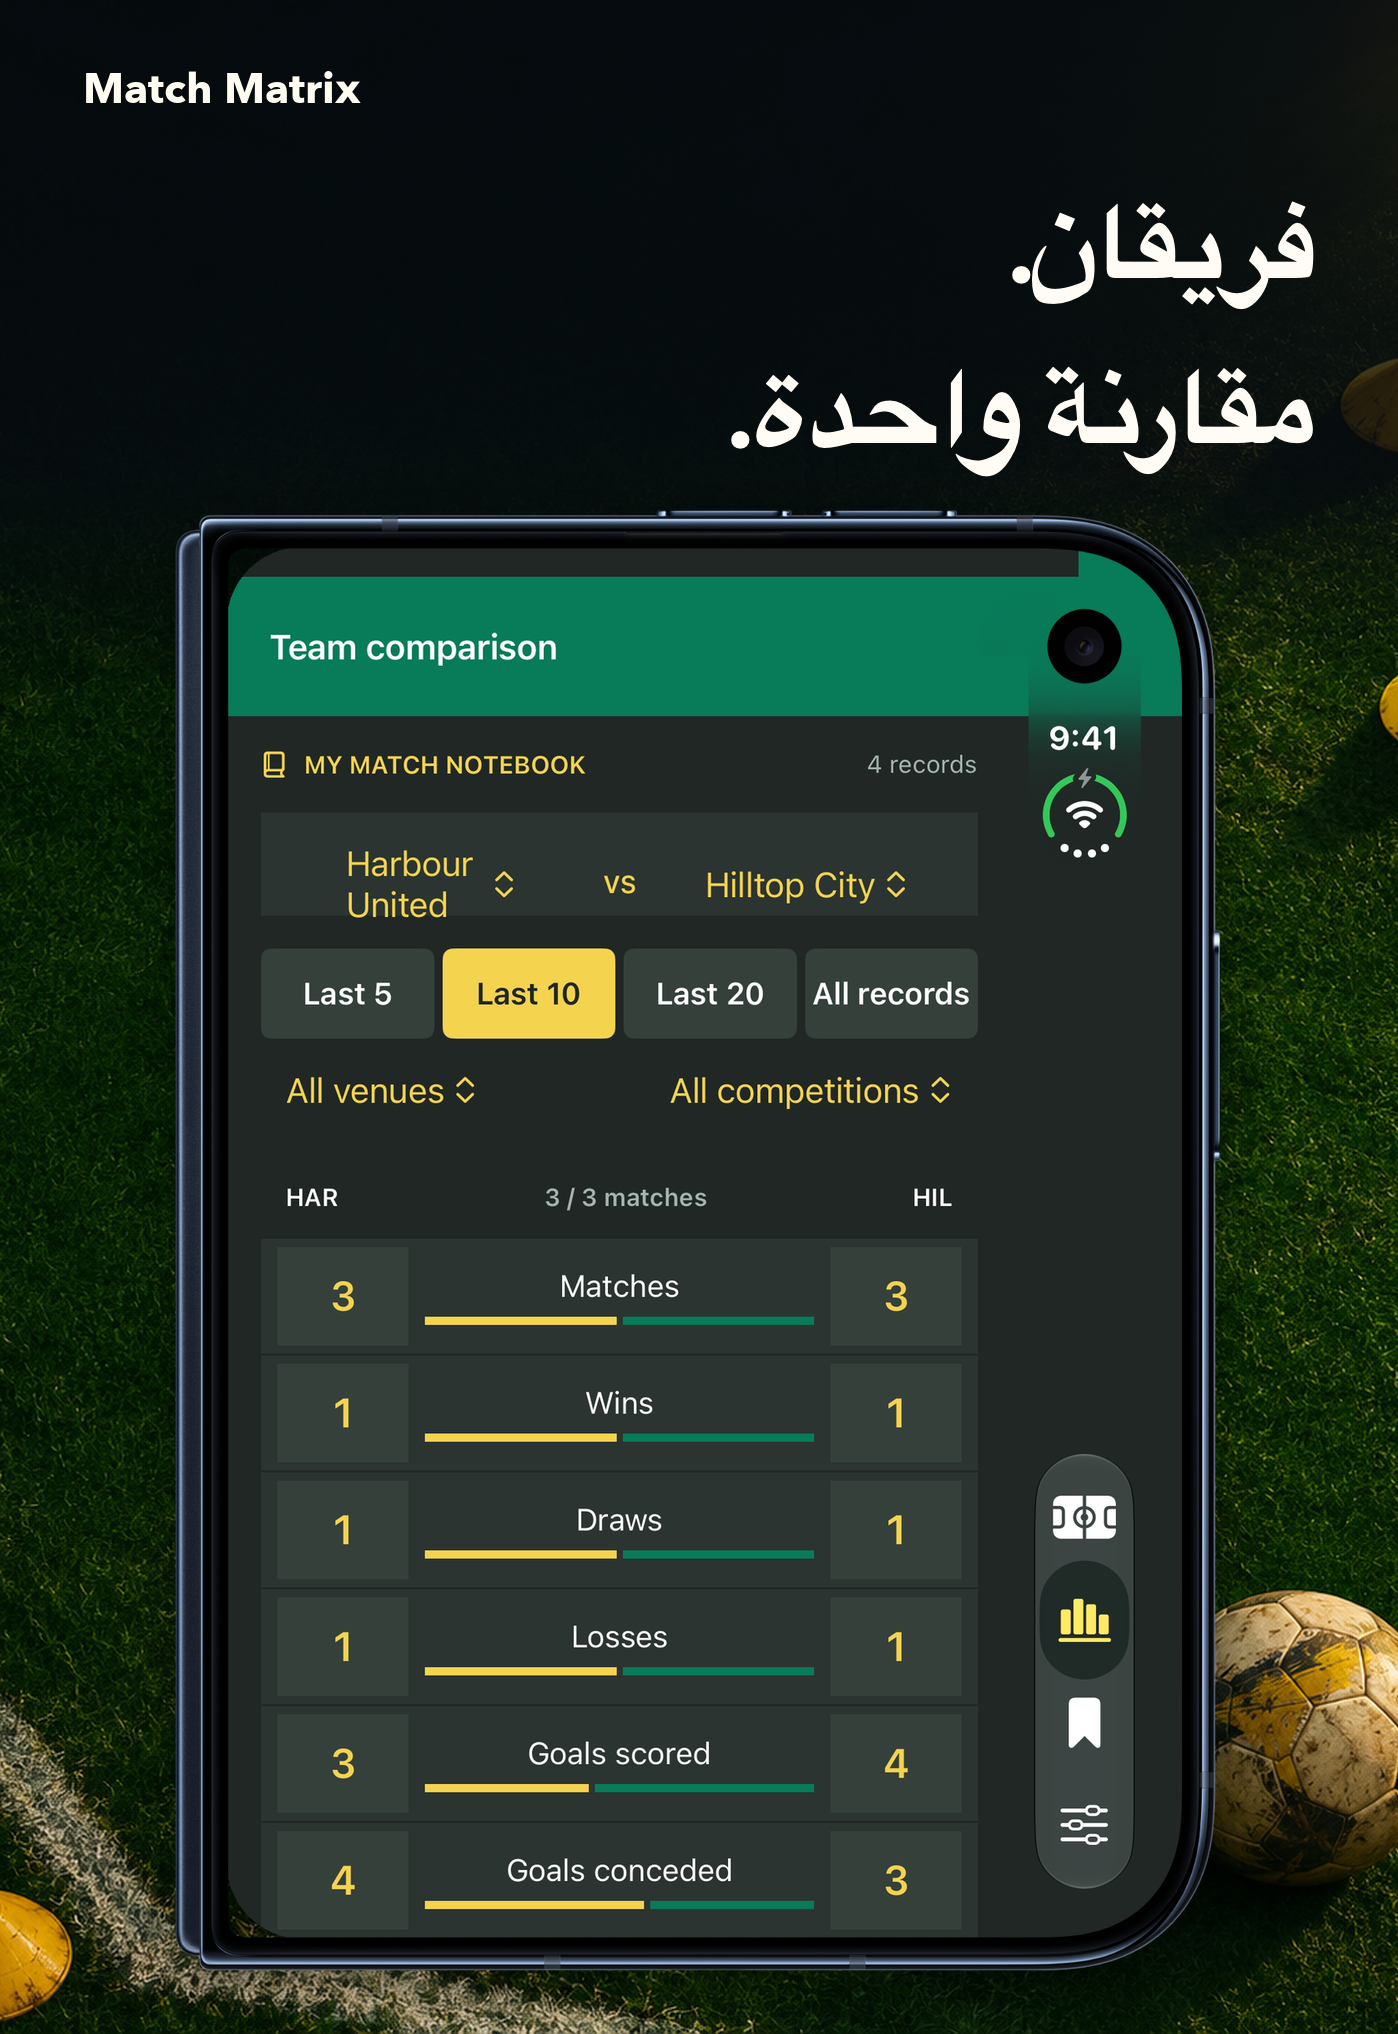 Match Matrix
فريقان.
مقارنة واحدة.
Team comparison
9:41
MY MATCH NOTEBOOK
4 records
Harbour
United
vs
Hilltop City
Last 5
Last 10
Last 20
All records
All venues
All competitions
HAR
3 / 3 matches
HIL
3
Matches
3
1
Wins
1
1
Draws
1
1
Losses
1
3
Goals scored
4
4
Goals conceded
3